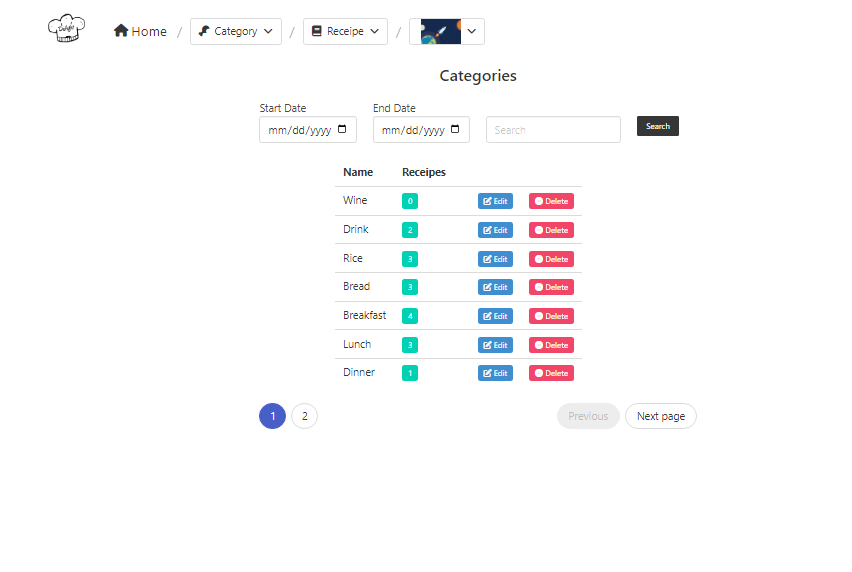 Home / Category / Receipe /
Categories
Start Date End Date
mm/dd/yyyy mm/dd/yyyy Search Search
Name Receipes
Wine 0 Edit Delete
Drink 2 Edit Delete
Rice 3 Edit Delete
Bread 3 Edit Delete
Breakfast 4 Edit Delete
Lunch 3 Edit Delete
Dinner 1 Edit Delete
1 2 Previous Next page